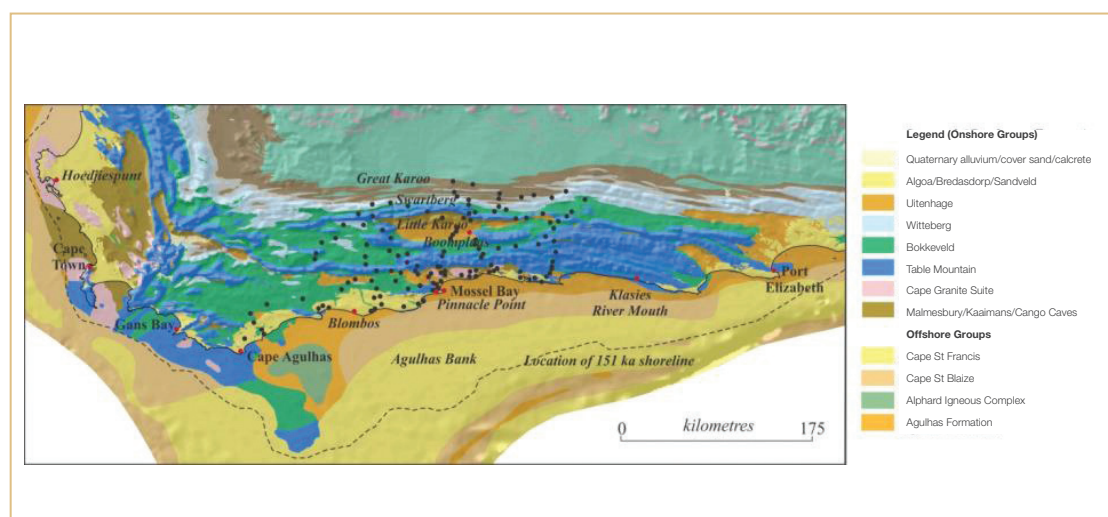 Hoedjiespunt
Great Karoo
Swartberg
Little Karoo
Boomplaas
Cape
Town
Mossel Bay
Pinnacle Point
Port
Elizabeth
Klasies
River Mouth
Gans Bay
Blombos
Cape Agulhas
Agulhas Bank
Location of 151 ka shoreline
0 kilometres 175
Legend (Onshore Groups)
Quaternary alluvium/cover sand/calcrete
Algoa/Bredasdorp/Sandveld
Uitenhage
Witteberg
Bokkeveld
Table Mountain
Cape Granite Suite
Malmesbury/Kaaimans/Cango Caves
Offshore Groups
Cape St Francis
Cape St Blaize
Alphard Igneous Complex
Agulhas Formation